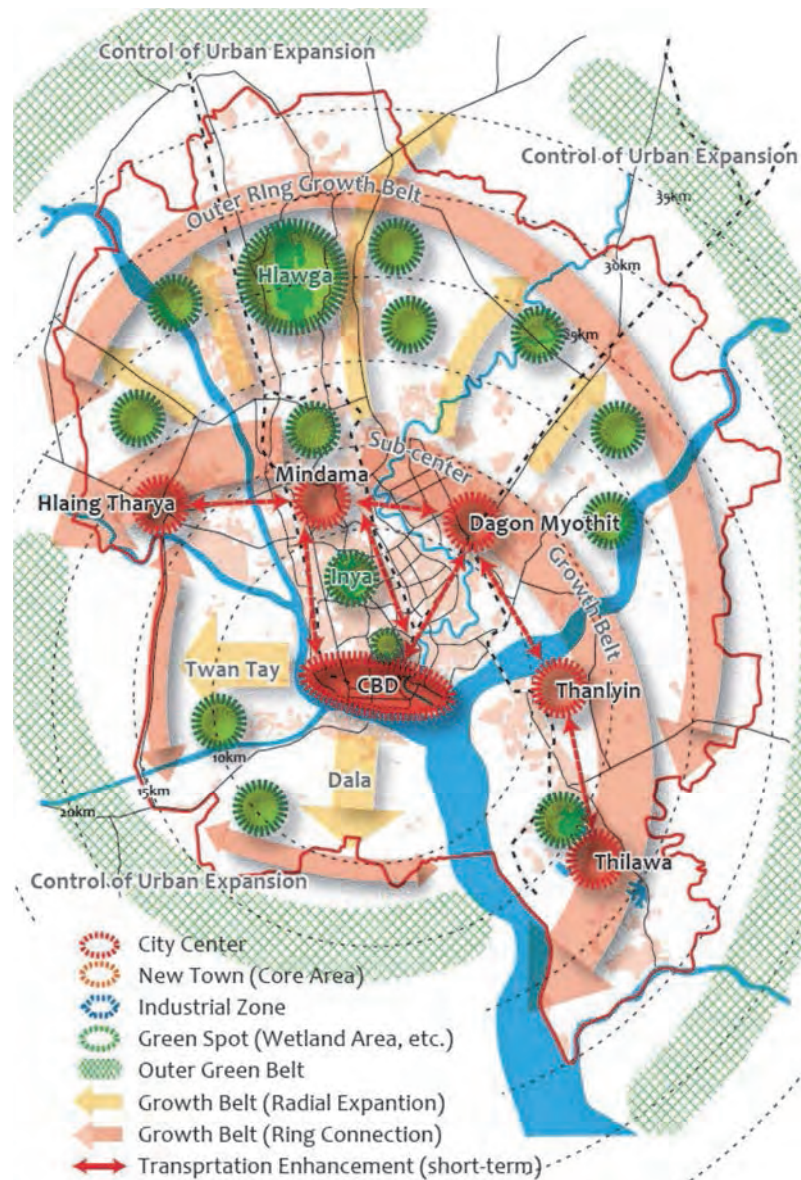 Control of Urban Expansion
Control of Urban Expansion
35km
Outer Ring Growth Belt
30km
Hlawga
25km
Sub-center
Mindama
Hlaing Tharya
Dagon Myothit
Inya
Growth Belt
Twan Tay
CBD
Thanlyin
10km
Dala
15km
20km
Thilawa
Control of Urban Expansion
City Center
New Town (Core Area)
Industrial Zone
Green Spot (Wetland Area, etc.)
Outer Green Belt
Growth Belt (Radial Expantion)
Growth Belt (Ring Connection)
Transprtation Enhancement (short-term)